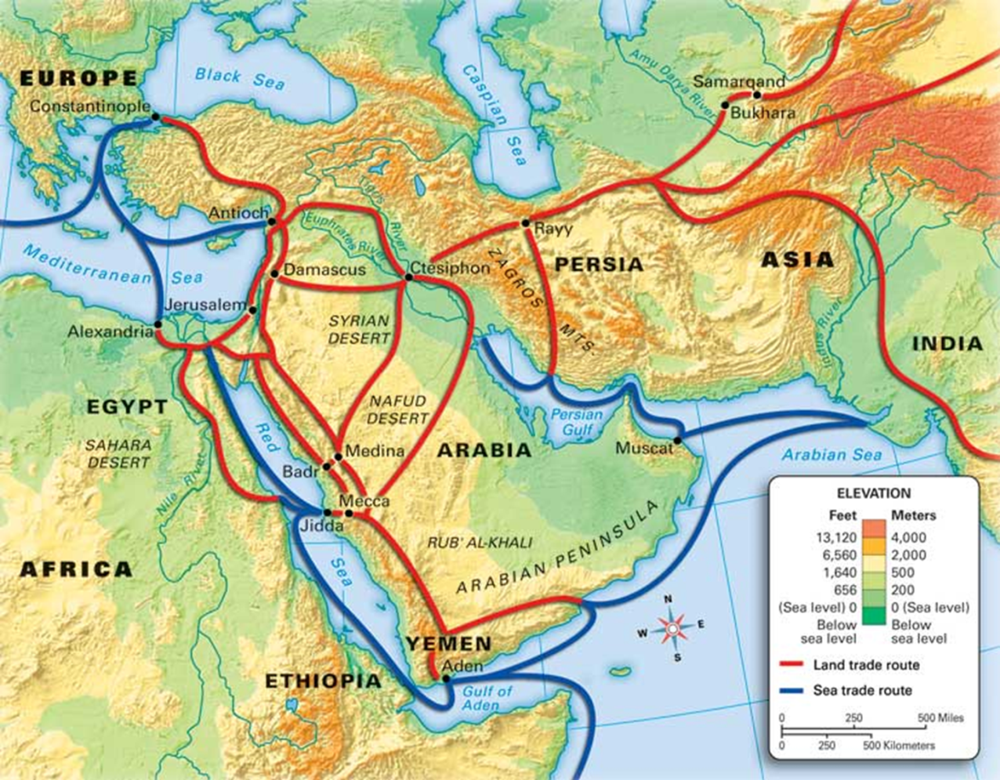 EUROPE
Black Sea
Constantinople
Caspian
Sea
Amu Darya River
Samarqand
Bukhara
Antioch
Tigris
River
Euphrates River
Rayy
ZAGROS
MTS.
PERSIA
ASIA
Mediterranean Sea
Damascus
Ctesiphon
Jerusalem
Alexandria
SYRIAN
DESERT
Indus River
INDIA
EGYPT
SAHARA
DESERT
Nile River
Red
Sea
NAFUD
DESERT
Persian
Gulf
Medina
Badr
ARABIA
Muscat
Arabian Sea
Mecca
Jidda
RUB' AL-KHALI
ARABIAN PENINSULA
AFRICA
YEMEN
Aden
ETHIOPIA
Gulf of
Aden
N
W E
S
ELEVATION
Feet Meters
13,120 4,000
6,560 2,000
1,640 500
656 200
(Sea level) 0 0 (Sea level)
Below Below
sea level sea level
Land trade route
Sea trade route
0 250 500 Miles
0 250 500 Kilometers